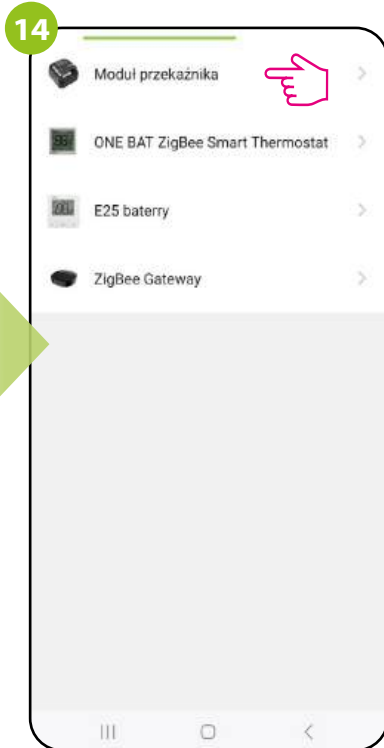 14
Moduł przekaźnika
ONE BAT ZigBee Smart Thermostat
E25 baterry
ZigBee Gateway